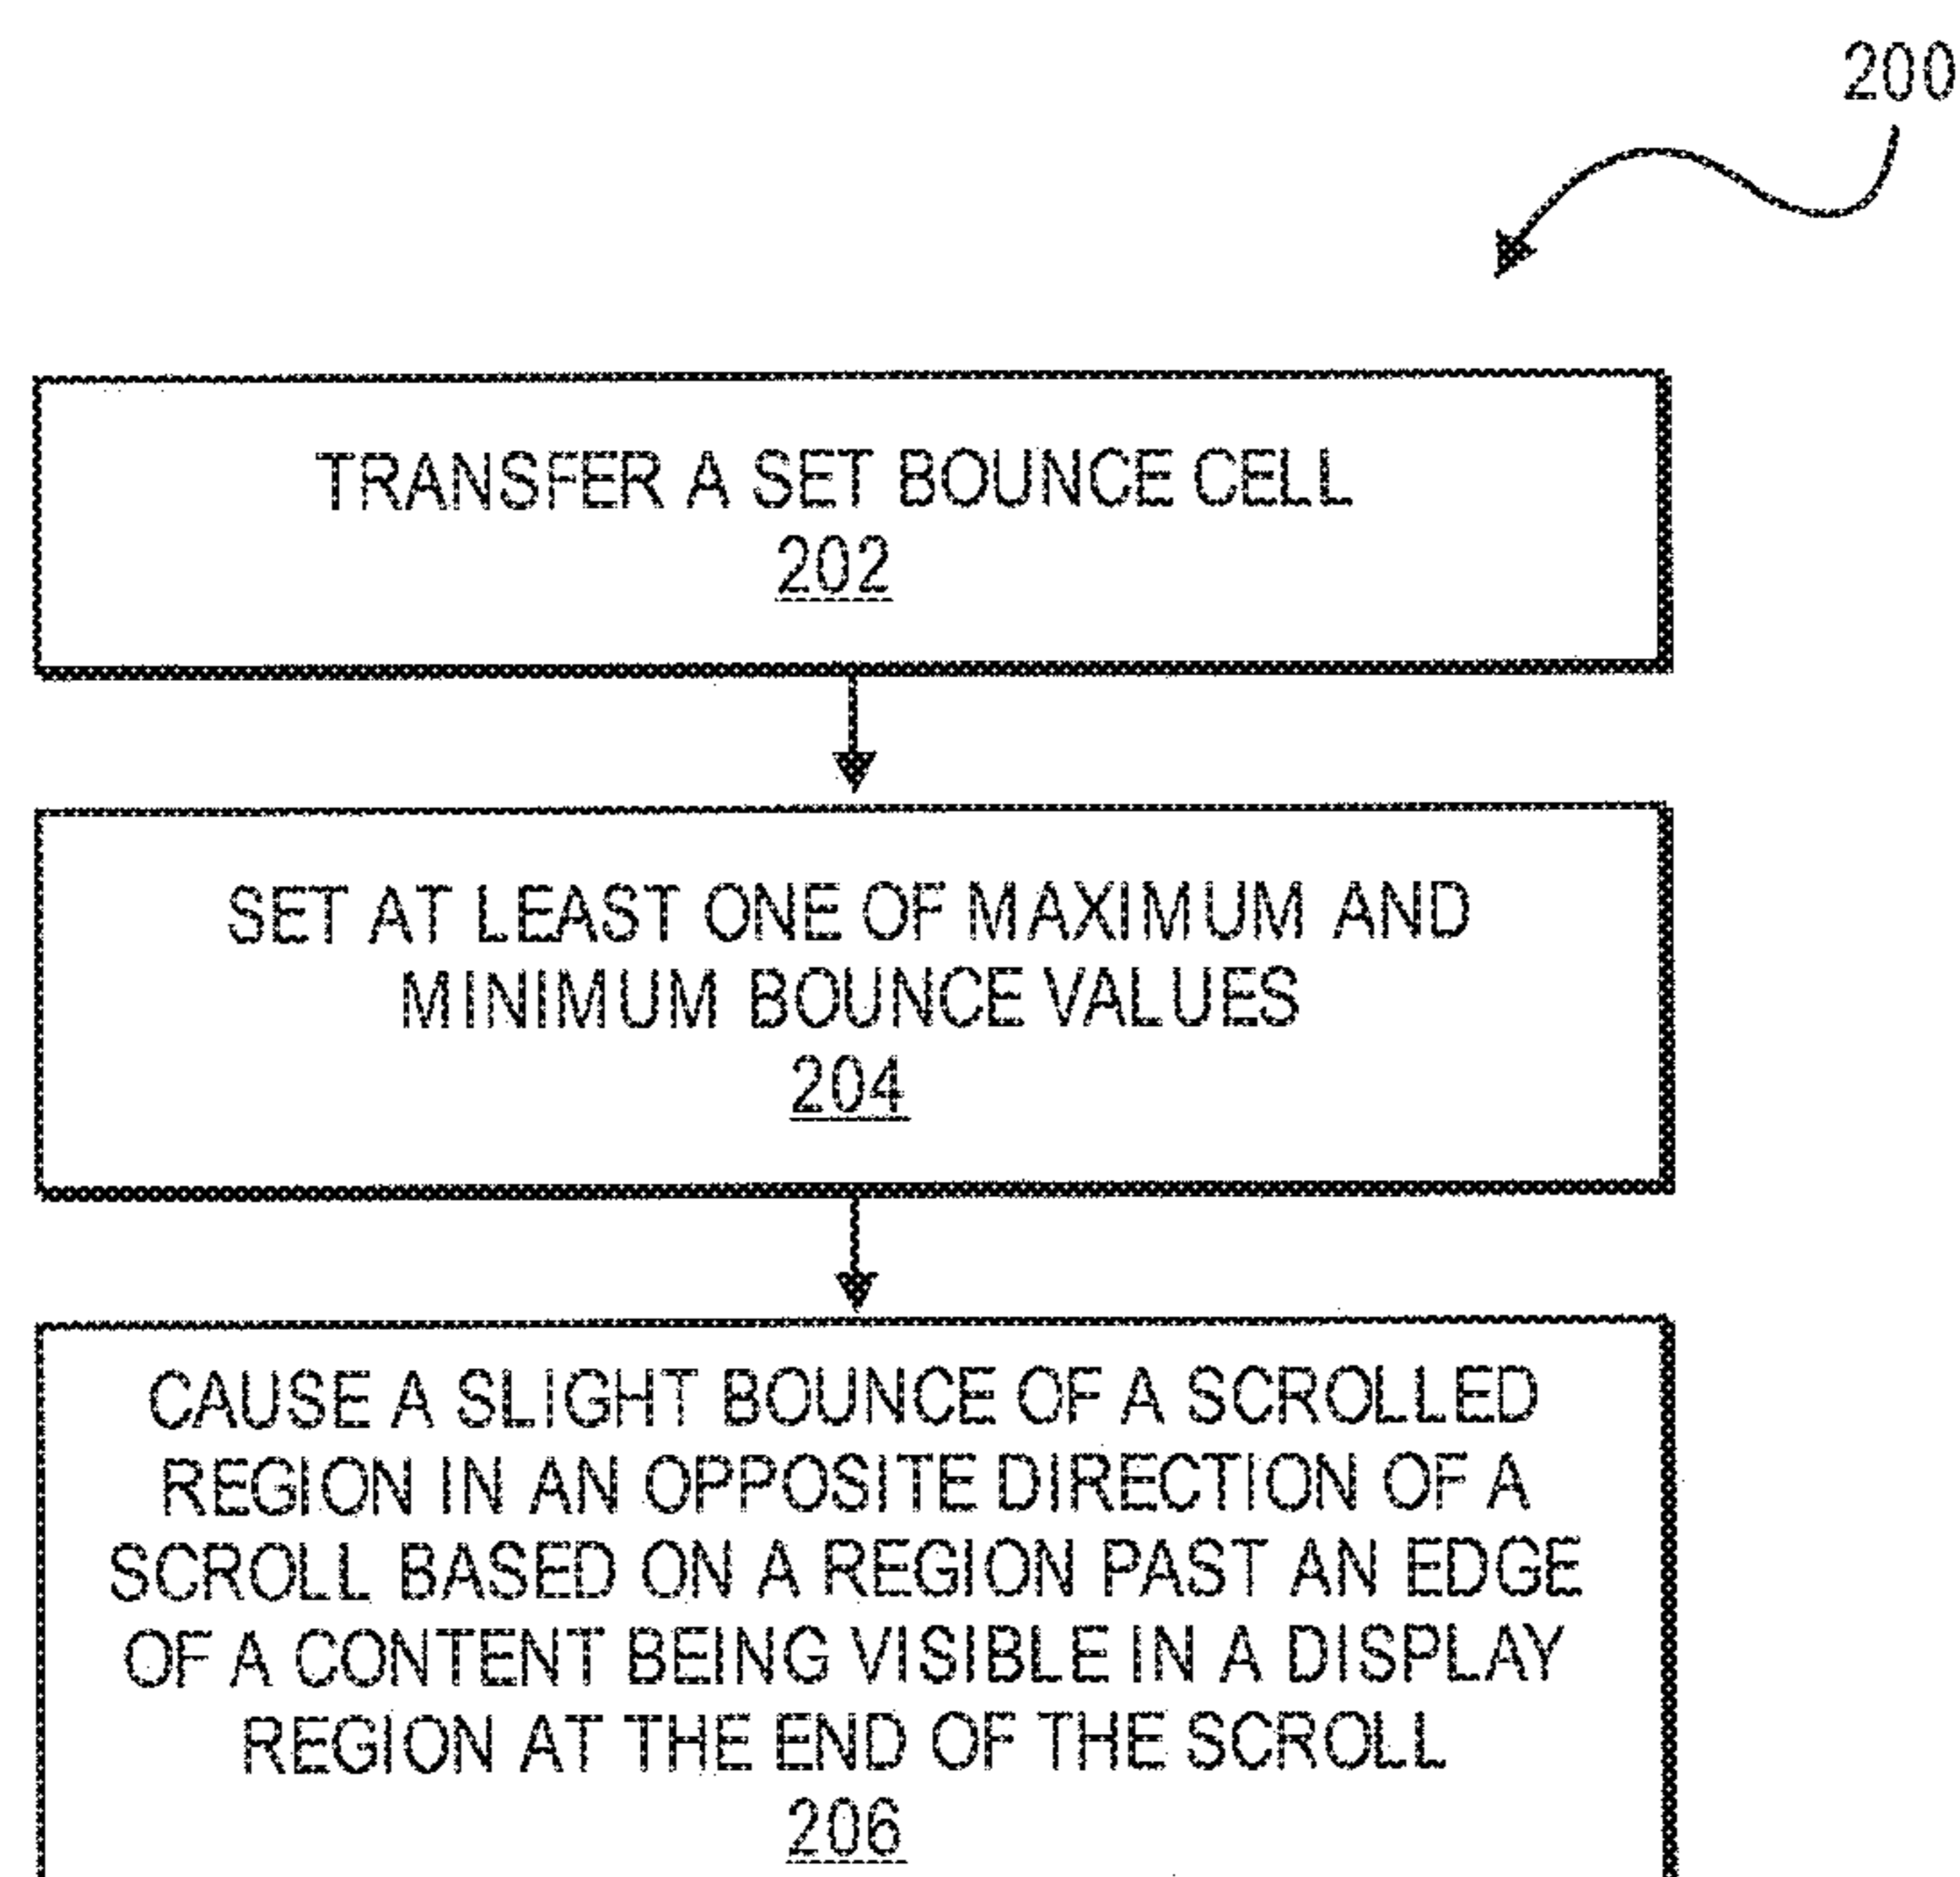 200
TRANSFER A SET BOUNCE CELL
202
SET AT LEAST ONE OF MAXIMUM AND
MINIMUM BOUNCE VALUES
204
CAUSE A SLIGHT BOUNCE OF A SCROLLED
REGION IN AN OPPOSITE DIRECTION OF A
SCROLL BASED ON A REGION PAST AN EDGE
OF A CONTENT BEING VISIBLE IN A DISPLAY
REGION AT THE END OF THE SCROLL
206